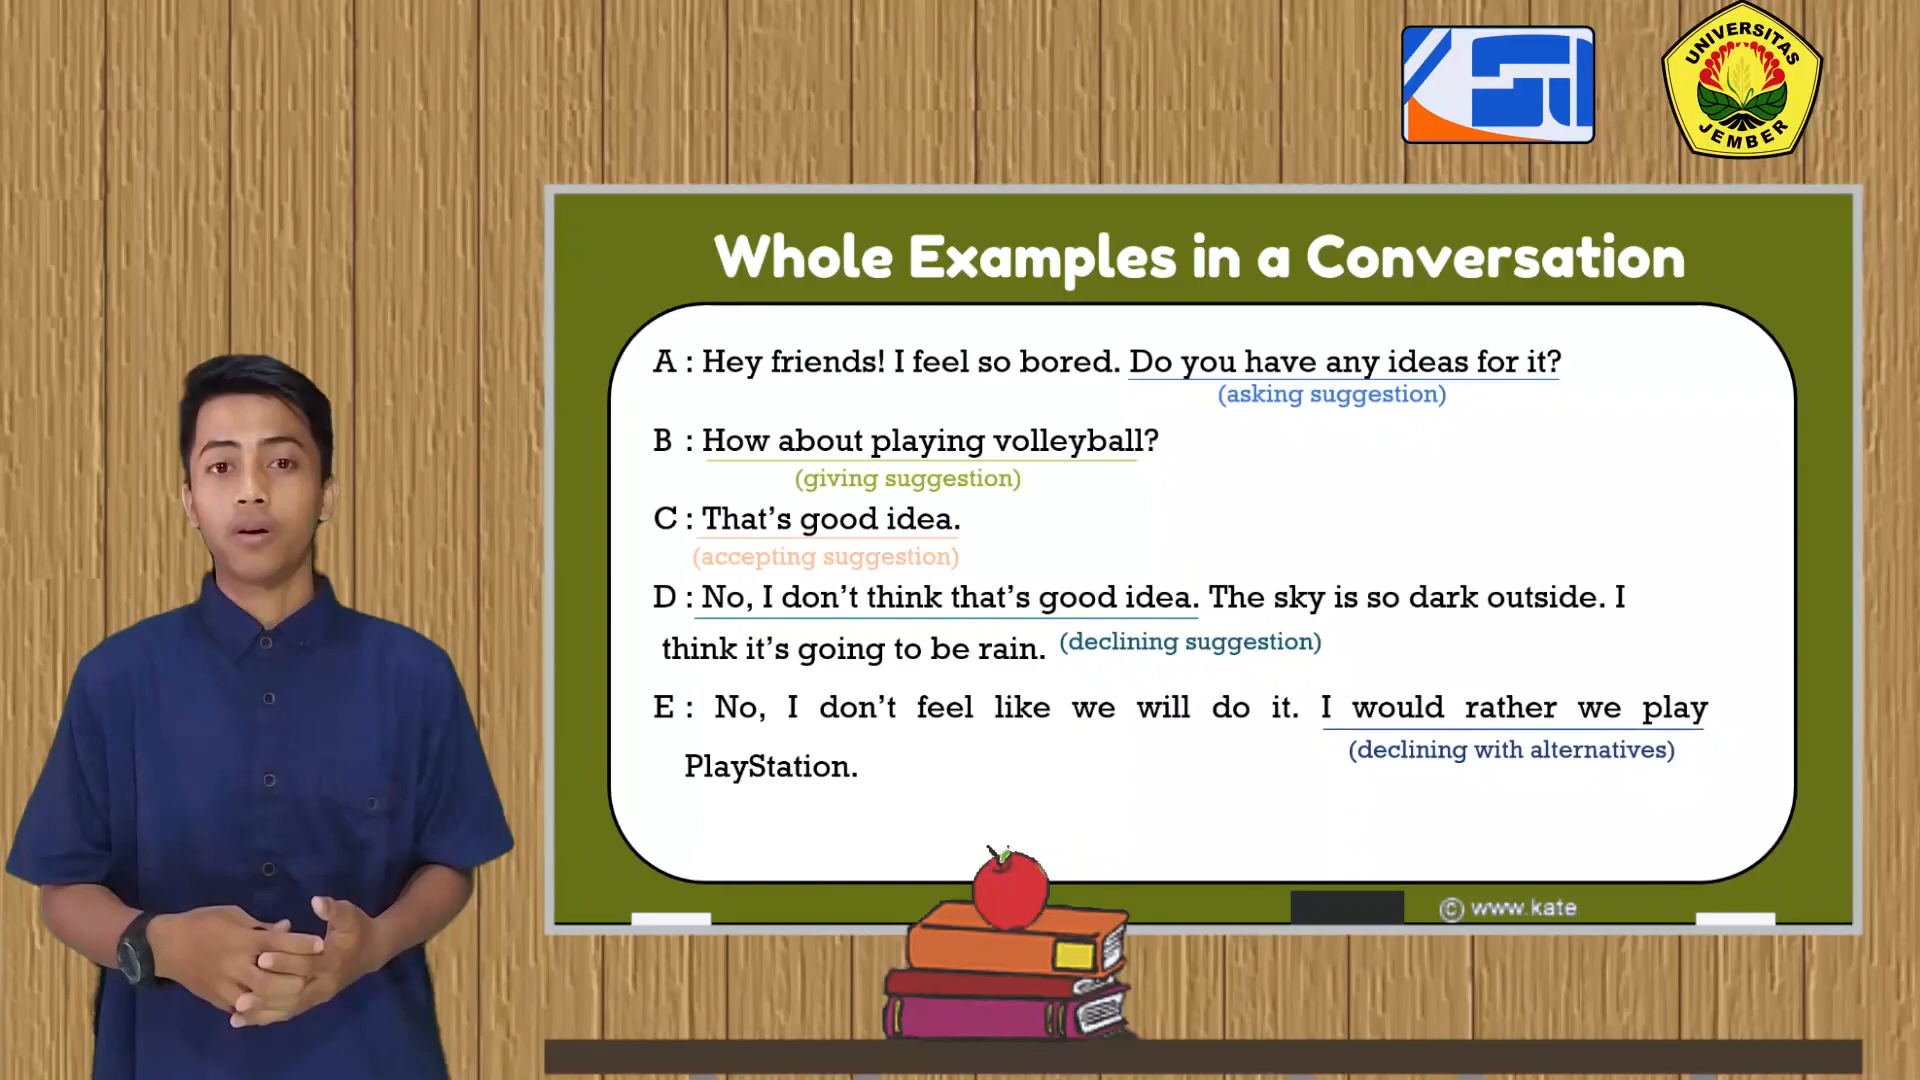 UNIVERSITAS
JEMBER
Whole Examples in a Conversation
A : Hey friends! I feel so bored. Do you have any ideas for it?
(asking suggestion)
B : How about playing volleyball?
(giving suggestion)
C : That's good idea.
(accepting suggestion)
D : No, I don't think that's good idea. The sky is so dark outside. I
think it's going to be rain. (declining suggestion)
E : No, I don't feel like we will do it. I would rather we play
(declining with alternatives)
PlayStation.
© www.kate